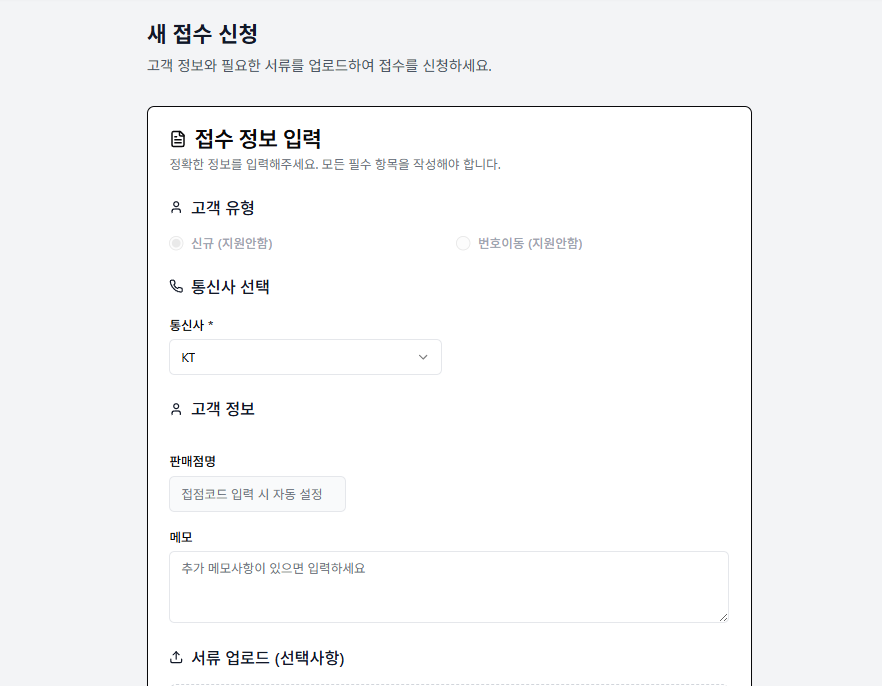 새 접수 신청
고객 정보와 필요한 서류를 업로드하여 접수를 신청하세요.
접수 정보 입력
정확한 정보를 입력해주세요. 모든 필수 항목을 작성해야 합니다.
고객 유형
신규 (지원안함) 번호이동 (지원안함)
통신사 선택
통신사 *
KT
고객 정보
판매점명
접점코드 입력 시 자동 설정
메모
추가 메모사항이 있으면 입력하세요
서류 업로드 (선택사항)